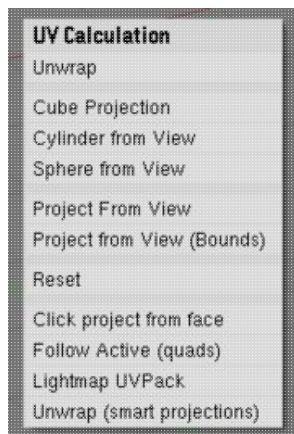 UV Calculation
Unwrap
Cube Projection
Cylinder from View
Sphere from View
Project From View
Project from View (Bounds)
Reset
Click project from face
Follow Active (quads)
Lightmap UVPack
Unwrap (smart projections)